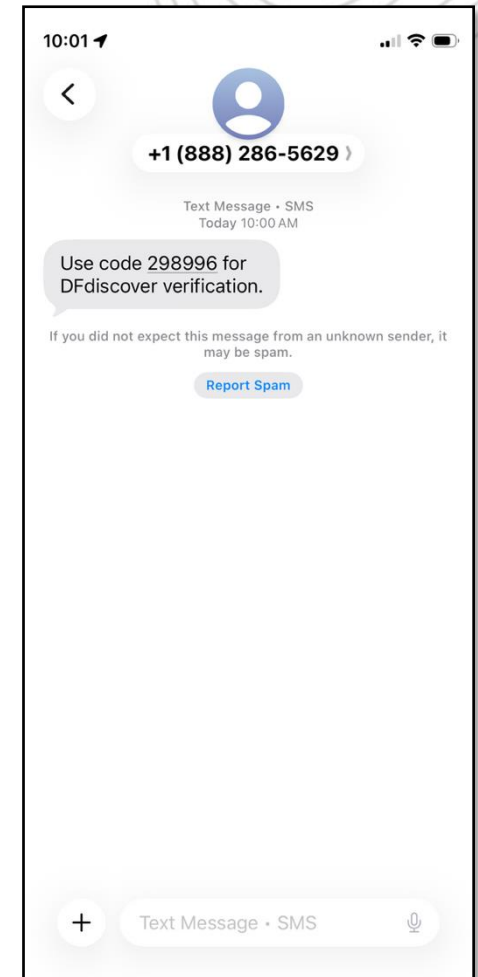 10:01
+1 (888) 286-5629
Text Message • SMS
Today 10:00 AM
Use code 298996 for
DFdiscover verification.
If you did not expect this message from an unknown sender, it
may be spam.
Report Spam
Text Message • SMS